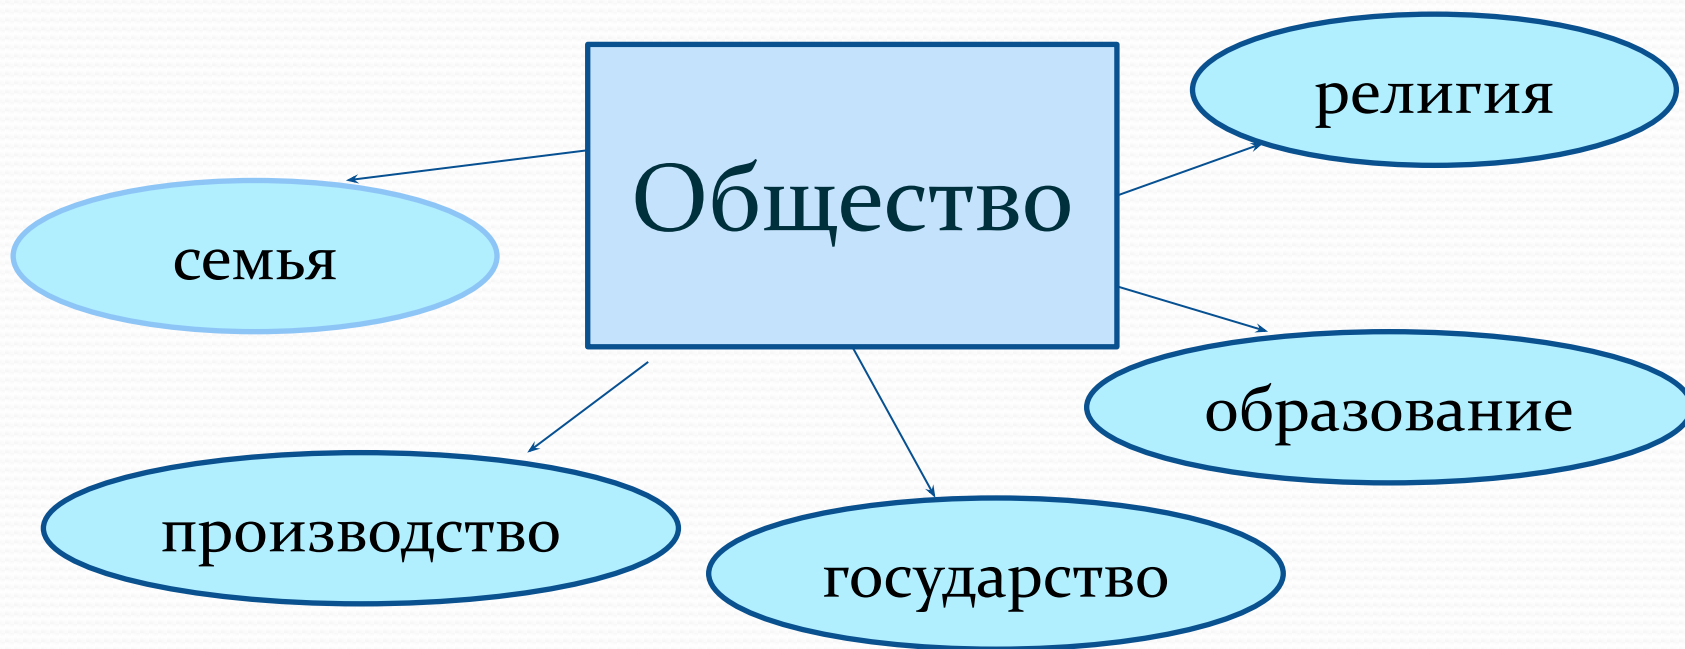 религия
Общество
семья
образование
производство
государство